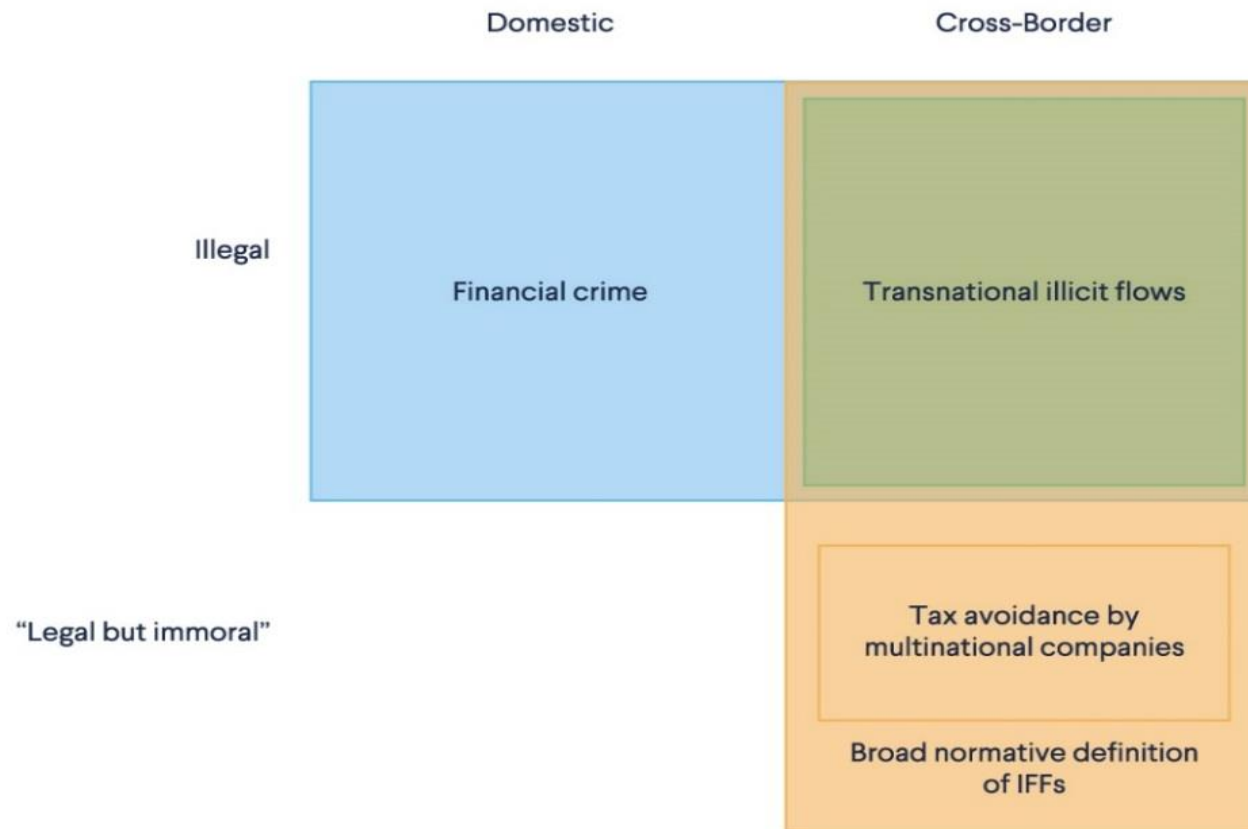 Domestic
Cross-Border
Illegal
Financial crime
Transnational illicit flows
“Legal but immoral”
Tax avoidance by
multinational companies
Broad normative definition
of IFFs